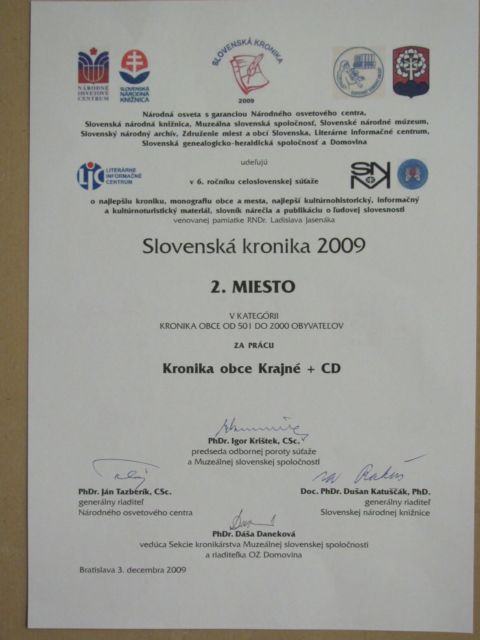 SLOVENSKÁ KRONIKA
2009
NÁRODNÉ
OSVETOVÉ
CENTRUM
SLOVENSKÁ
NÁRODNÁ
KNIŽNICA
Národná osveta s garanciou Národného osvetového centra,
Slovenská národná knižnica, Muzeálna slovenská spoločnosť, Slovenské národné múzeum,
Slovenský národný archív, Združenie miest a obcí Slovenska, Literárne informačné centrum,
Slovenská genealogicko-heraldická spoločnosť a Domovina
udeľujú
LIC
LITERÁRNE
INFORMAČNÉ
CENTRUM
v 6. ročníku celoslovenskej súťaže
o najlepšiu kroniku, monografiu obce a mesta, najlepší kultúrnohistorický, informačný
a kultúrnoturistický materiál, slovník nárečia a publikáciu o ľudovej slovesnosti
venovanej pamiatke RNDr. Ladislava Jasenáka
Slovenská kronika 2009
2. MIESTO
V KATEGÓRII
KRONIKA OBCE OD 501 DO 2000 OBYVATEĽOV
ZA PRÁCU
Kronika obce Krajné + CD
PhDr. Igor Krištek, CSc.
predseda odbornej poroty súťaže
a Muzeálnej slovenskej spoločnosti
PhDr. Ján Tazberík, CSc.
generálny riaditeľ
Národného osvetového centra
Doc. PhDr. Dušan Katuščák, PhD.
generálny riaditeľ
Slovenskej národnej knižnice
PhDr. Dáša Daneková
vedúca Sekcie kronikárstva Muzeálnej slovenskej spoločnosti
a riaditeľka OZ Domovina
Bratislava 3. decembra 2009